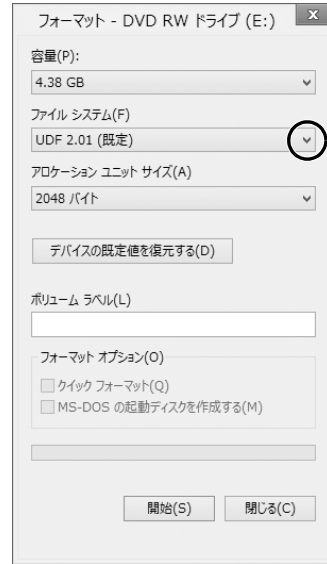 フォーマット - DVD RW ドライブ (E:)
容量(P):
4.38 GB
ファイル システム(F)
UDF 2.01 (既定)
アロケーション ユニット サイズ(A)
2048 バイト
デバイスの既定値を復元する(D)
ボリューム ラベル(L)
フォーマット オプション(O)
クイック フォーマット(Q)
MS-DOS の起動ディスクを作成する(M)
開始(S)
閉じる(C)